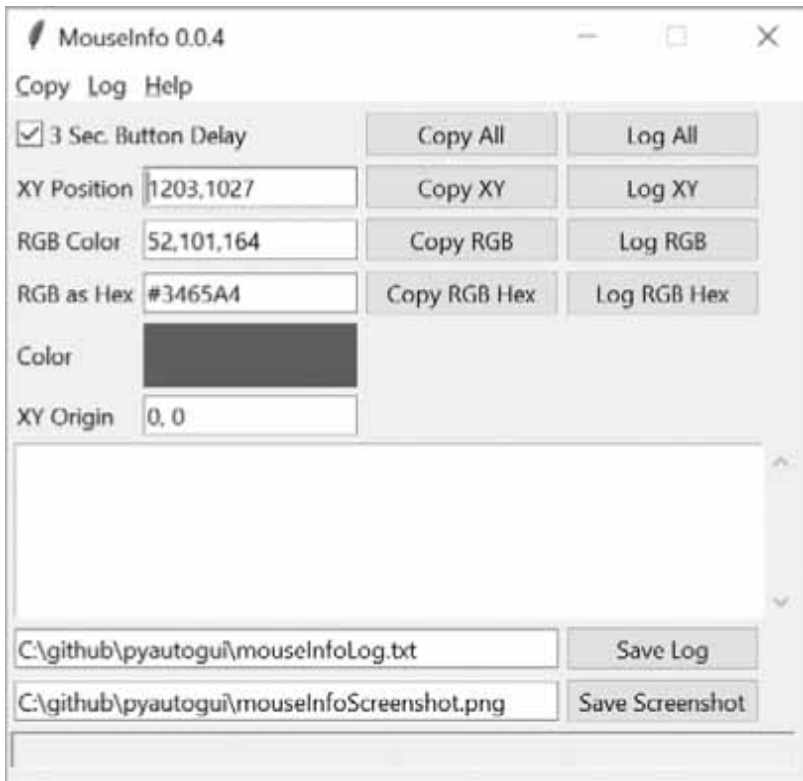 MouseInfo 0.0.4
Copy Log Help
3 Sec. Button Delay Copy All Log All
XY Position 1203,1027 Copy XY Log XY
RGB Color 52,101,164 Copy RGB Log RGB
RGB as Hex #3465A4 Copy RGB Hex Log RGB Hex
Color
XY Origin 0, 0
C:\github\pyautogui\mouseInfoLog.txt Save Log
C:\github\pyautogui\mouseInfoScreenshot.png Save Screenshot